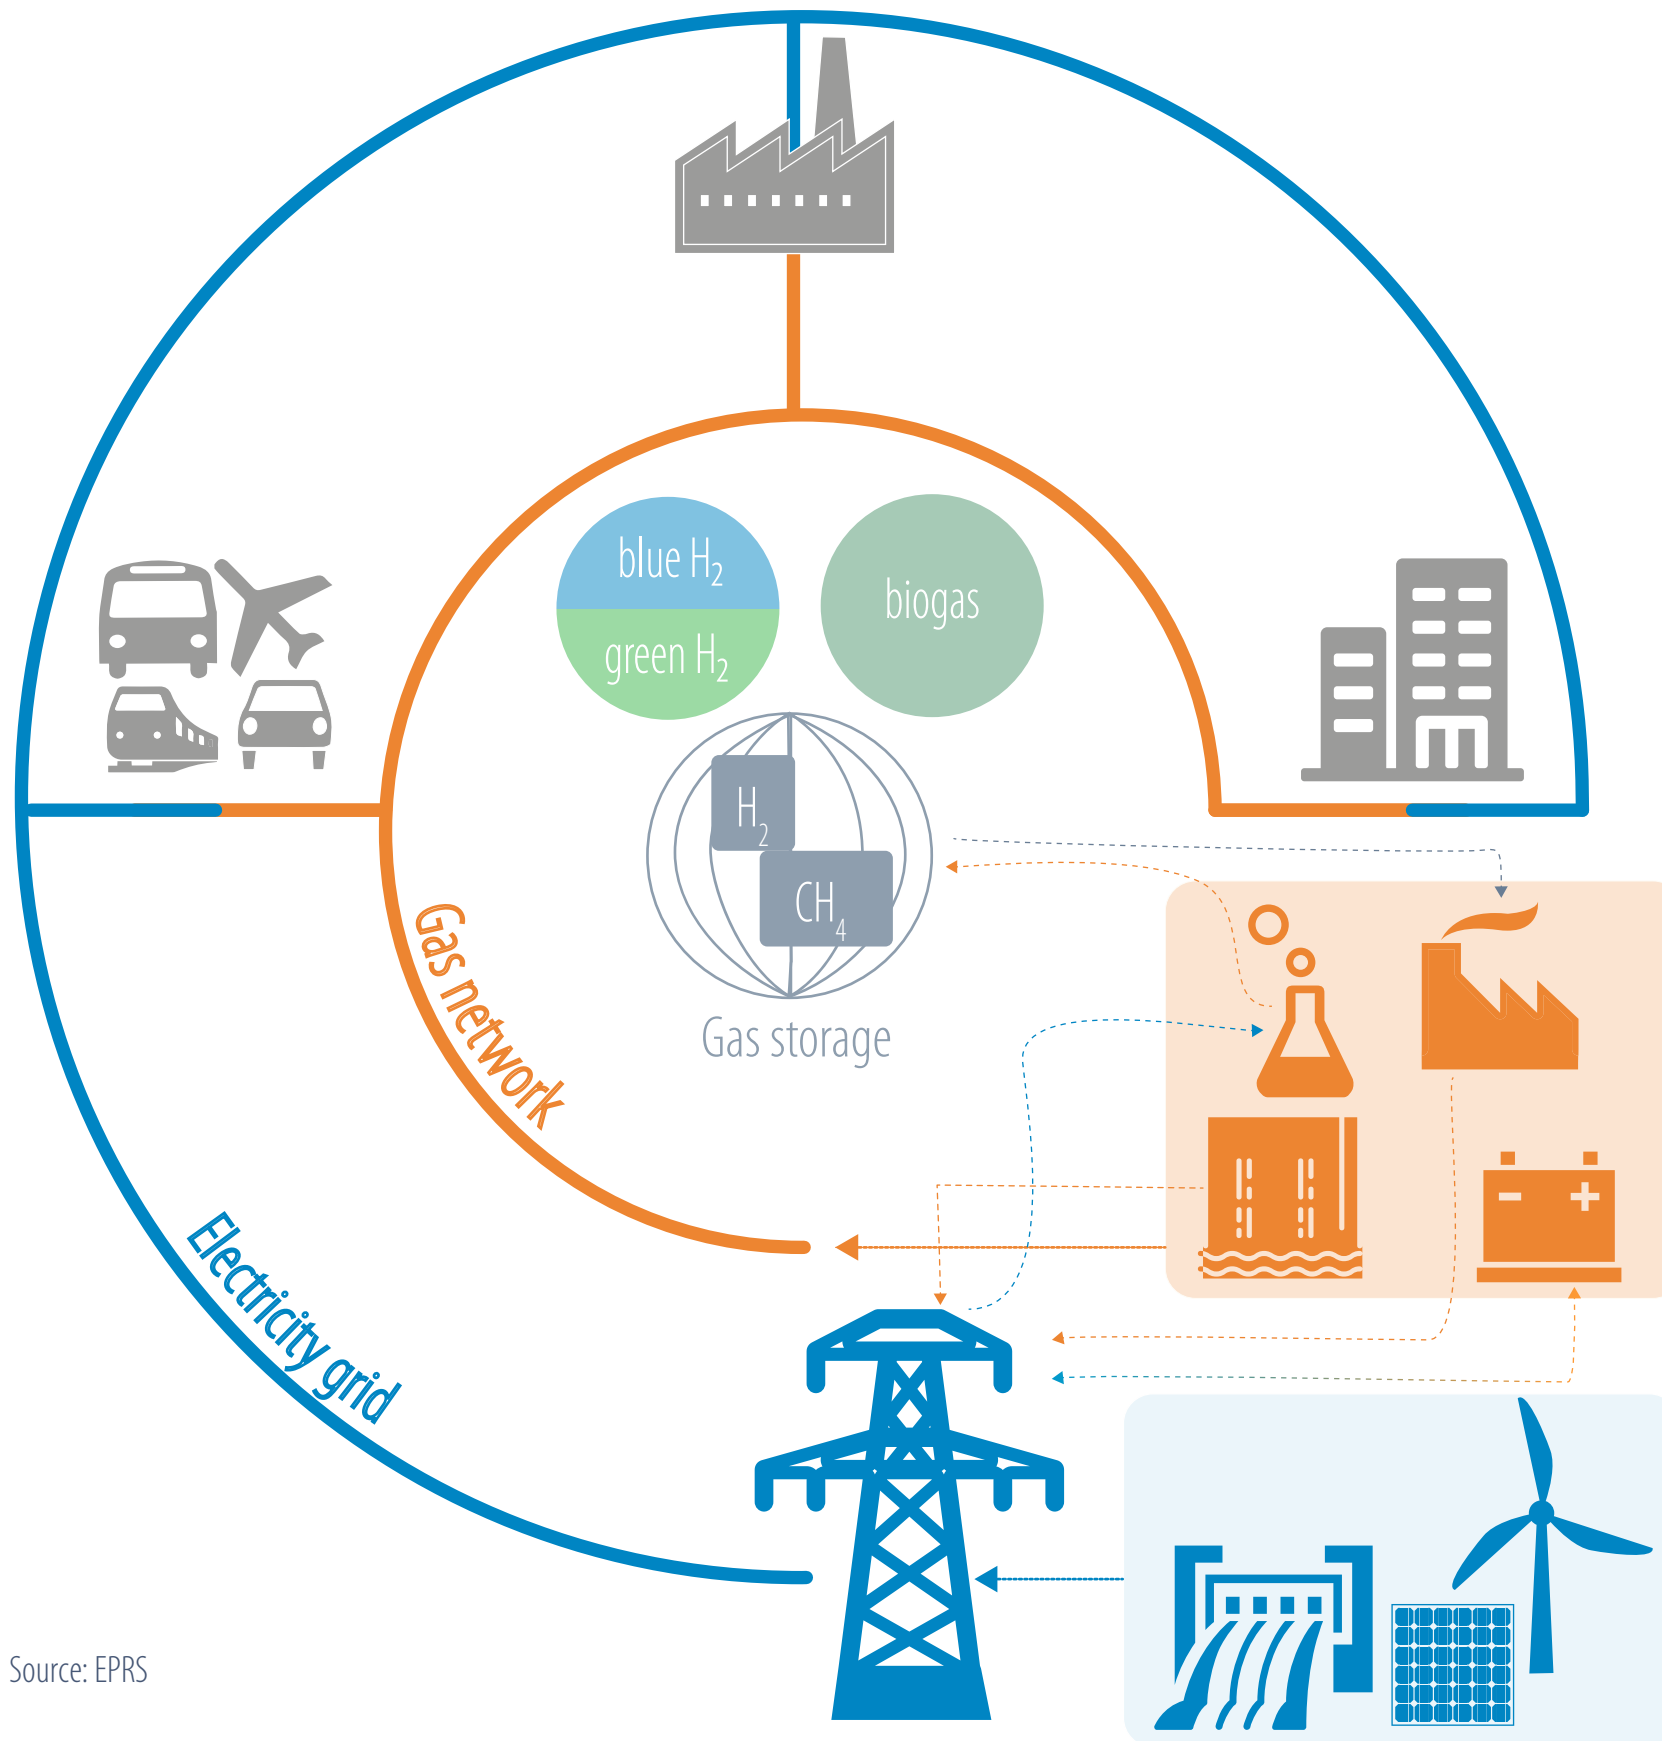 blue H₂
green H₂
biogas
H₂
CH₄
Gas storage
Gas network
Electricity grid
Source: EPRS